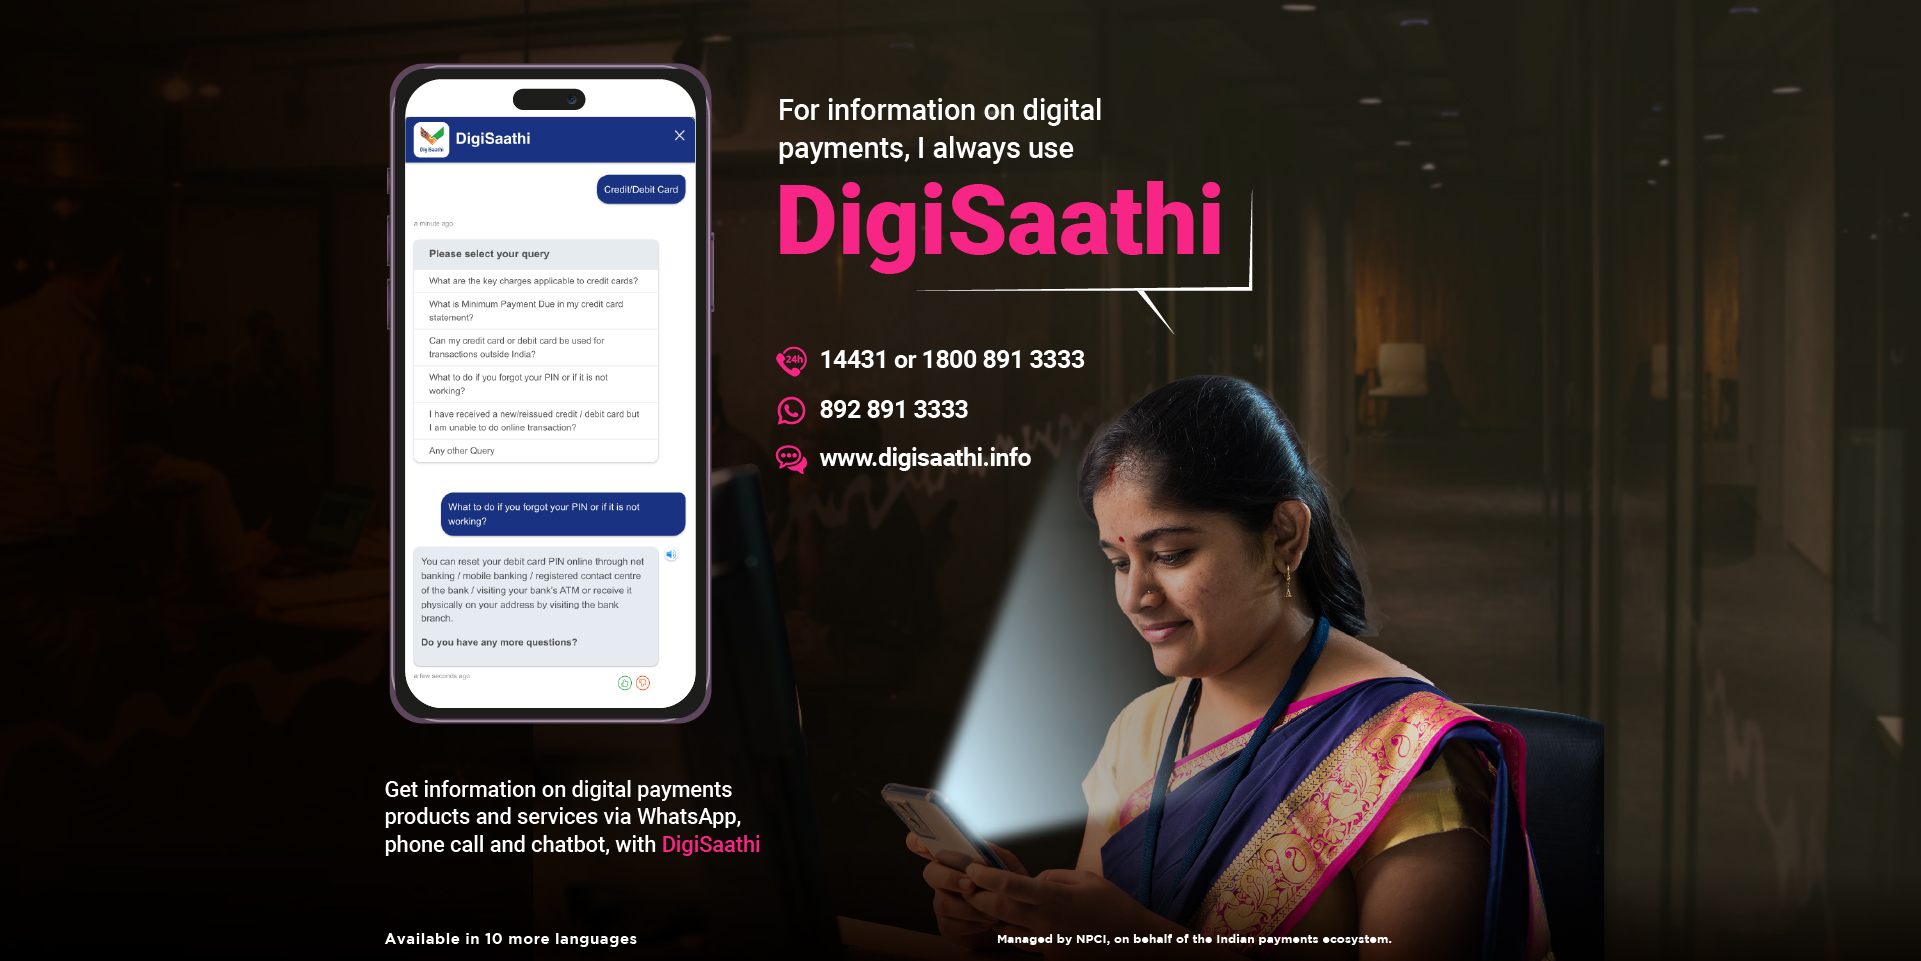 DigiSaathi
DigiSaathi
Credit/Debit Card
a minute ago
Please select your query
What are the key charges applicable to credit cards?
What is Minimum Payment Due in my credit card
statement?
Can my credit card or debit card be used for
transactions outside India?
What to do if you forgot your PIN or if it is not
working?
I have received a new/reissued credit / debit card but
I am unable to do online transaction?
Any other Query
What to do if you forgot your PIN or if it is not
working?
You can reset your debit card PIN online through net
banking / mobile banking / registered contact centre
of the bank / visiting your bank's ATM or receive it
physically on your address by visiting the bank
branch.
Do you have any more questions?
a few seconds ago
For information on digital
payments, I always use
DigiSaathi
24h
14431 or 1800 891 3333
892 891 3333
www.digisaathi.info
Get information on digital payments
products and services via WhatsApp,
phone call and chatbot, with DigiSaathi
Available in 10 more languages
Managed by NPCI, on behalf of the Indian payments ecosystem.